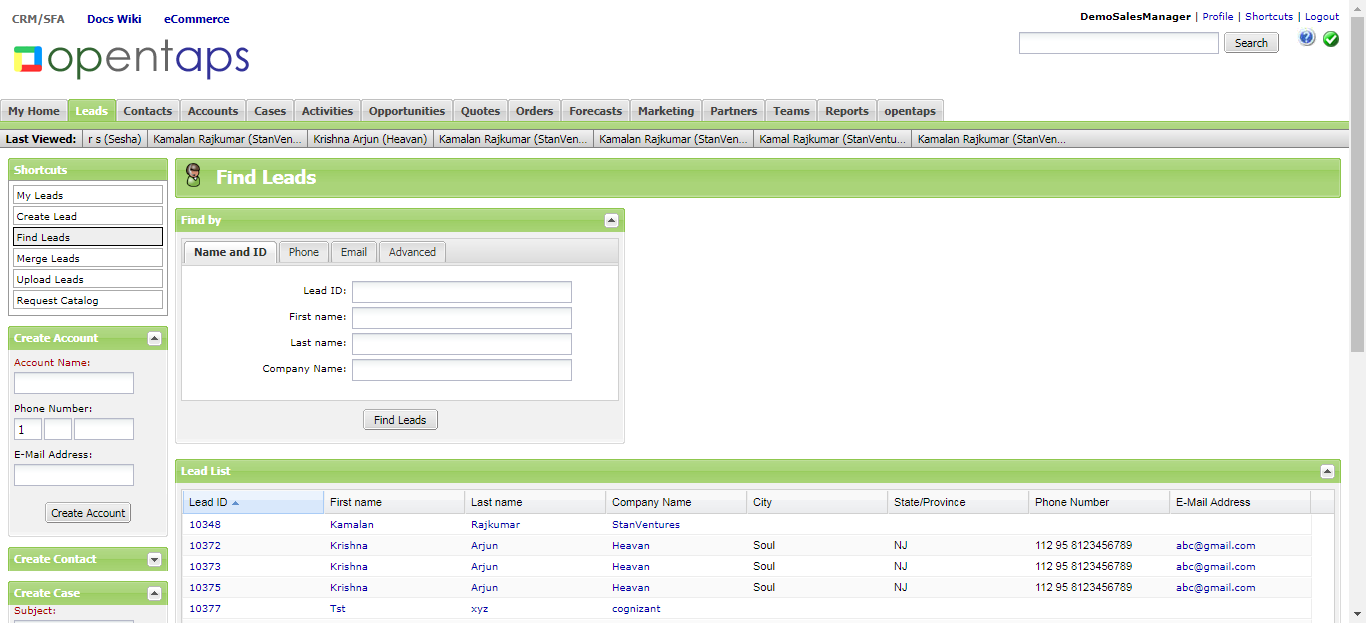 CRM/SFA Docs Wiki eCommerce
DemoSalesManager | Profile | Shortcuts | Logout
opentaps
Search
My Home Leads Contacts Accounts Cases Activities Opportunities Quotes Orders Forecasts Marketing Partners Teams Reports opentaps
Last Viewed: r s (Sesha) Kamalan Rajkumar (StanVen... Krishna Arjun (Heavan) Kamalan Rajkumar (StanVen... Kamalan Rajkumar (StanVen... Kamal Rajkumar (StanVentu... Kamalan Rajkumar (StanVen...
Shortcuts
My Leads
Create Lead
Find Leads
Merge Leads
Upload Leads
Request Catalog
Create Account
Account Name:
Phone Number:
1
E-Mail Address:
Create Account
Create Contact
Create Case
Subject:
Find Leads
Find by
Name and ID Phone Email Advanced
Lead ID:
First name:
Last name:
Company Name:
Find Leads
Lead List
Lead ID First name Last name Company Name City State/Province Phone Number E-Mail Address
10348 Kamalan Rajkumar StanVentures
10372 Krishna Arjun Heavan Soul NJ 112 95 8123456789 abc@gmail.com
10373 Krishna Arjun Heavan Soul NJ 112 95 8123456789 abc@gmail.com
10375 Krishna Arjun Heavan Soul NJ 112 95 8123456789 abc@gmail.com
10377 Tst xyz cognizant